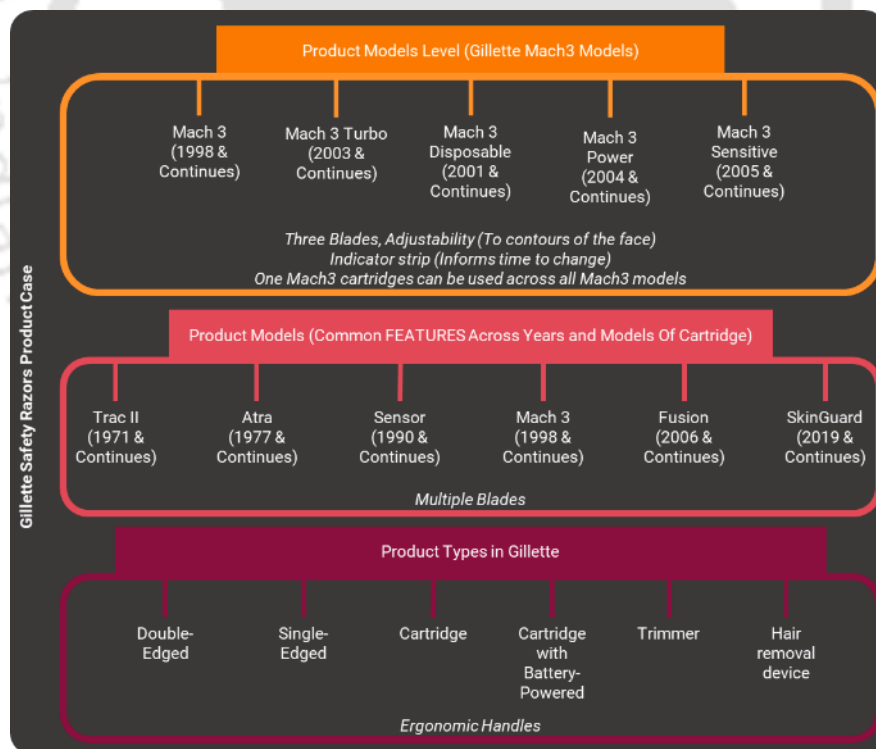 Product Models Level (Gillette Mach3 Models)
Mach 3
(1998 &
Continues)
Mach 3 Turbo
(2003 &
Continues)
Mach 3
Disposable
(2001 &
Continues)
Mach 3
Power
(2004 &
Continues)
Mach 3
Sensitive
(2005 &
Continues)
Three Blades, Adjustability (To contours of the face)
Indicator strip (Informs time to change)
One Mach3 cartridges can be used across all Mach3 models
Gillette Safety Razors Product Case
Product Models (Common FEATURES Across Years and Models Of Cartridge)
Trac II
(1971 &
Continues)
Atra
(1977 &
Continues)
Sensor
(1990 &
Continues)
Mach 3
(1998 &
Continues)
Fusion
(2006 &
Continues)
SkinGuard
(2019 &
Continues)
Multiple Blades
Product Types in Gillette
Double-
Edged
Single-
Edged
Cartridge
Cartridge
with
Battery-
Powered
Trimmer
Hair
removal
device
Ergonomic Handles